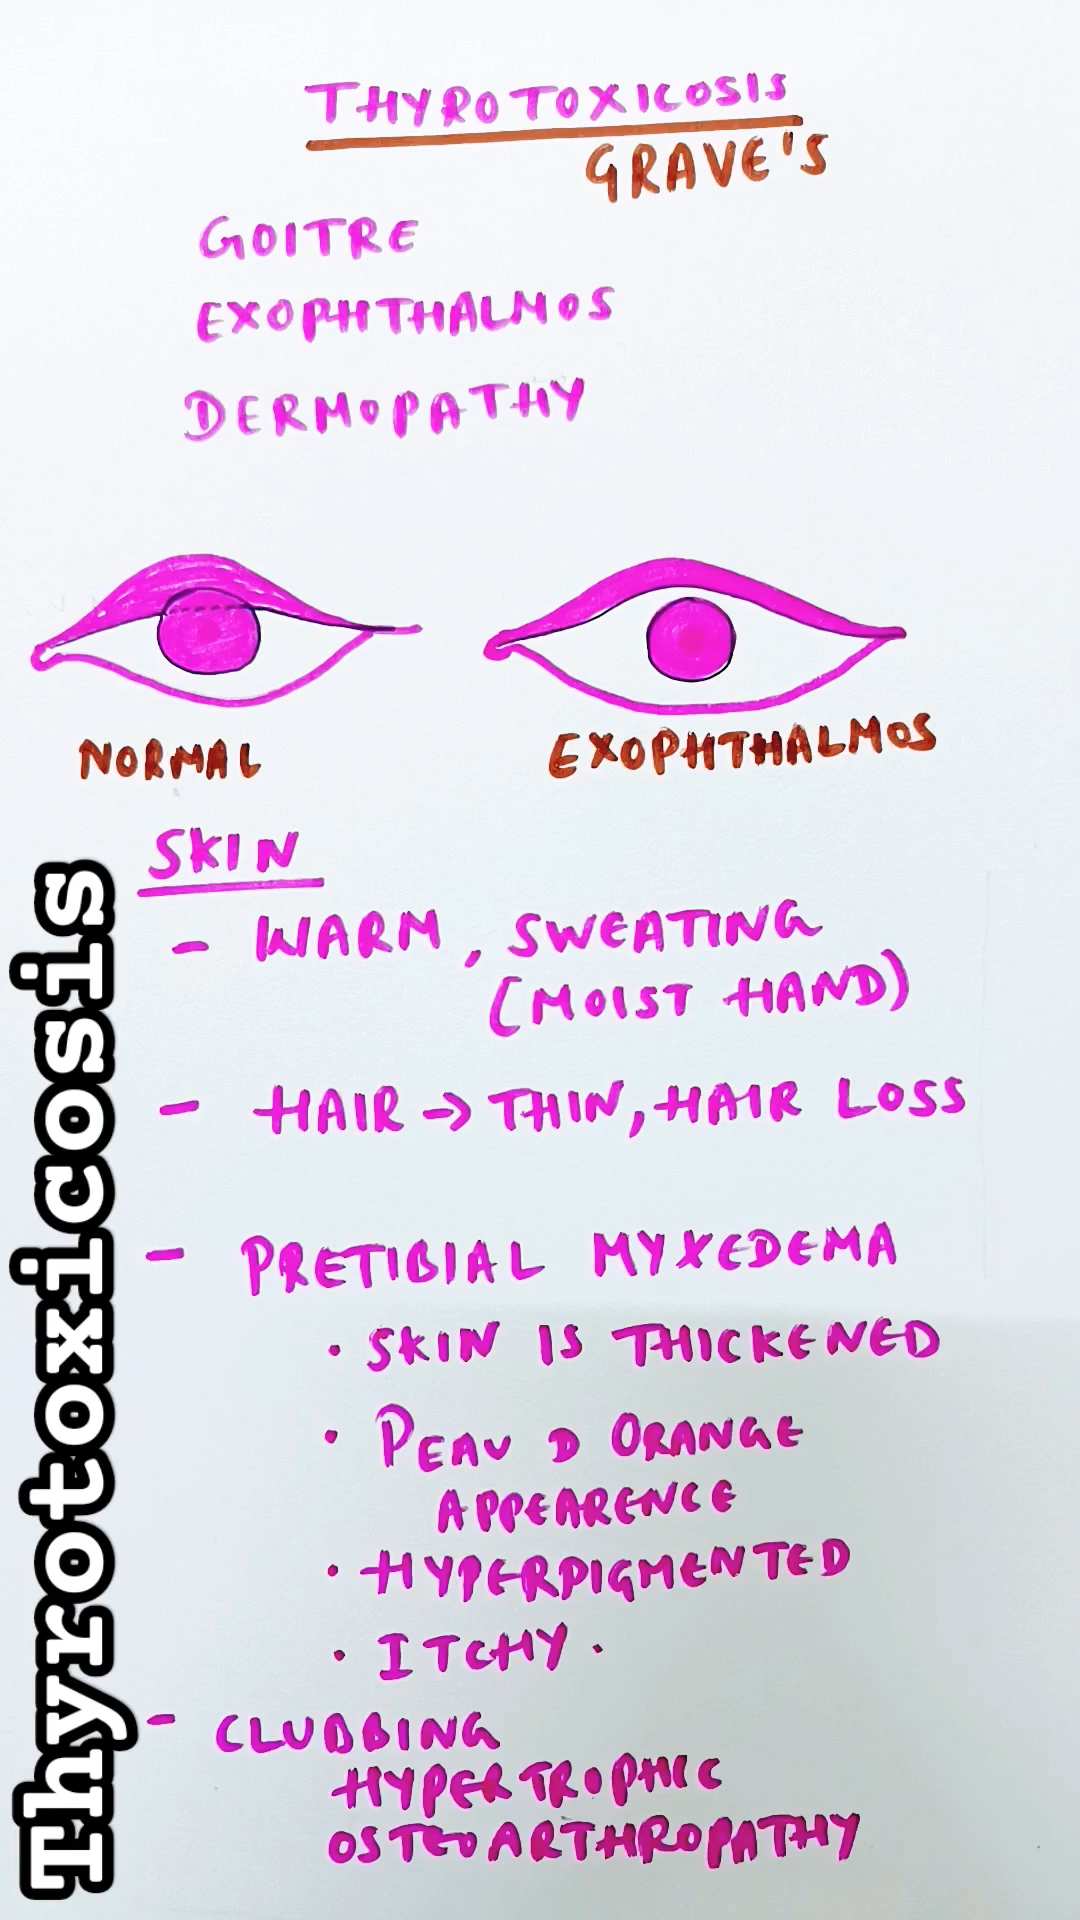 THYROTOXICOSIS
GRAVE'S
GOITRE
EXOPHTHALMOS
DERMOPATHY
NORMAL
EXOPHTHALMOS
SKIN
- WARM, SWEATING
(MOIST HAND)
- HAIR → THIN, HAIR LOSS
- PRETIBIAL MYXEDEMA
• SKIN IS THICKENED
• PEAU D ORANGE
APPEARENCE
• HYPERPIGMENTED
• ITCHY.
- CLUBBING
HYPERTROPHIC
OSTEOARTHROPATHY
Thyrotoxicosis